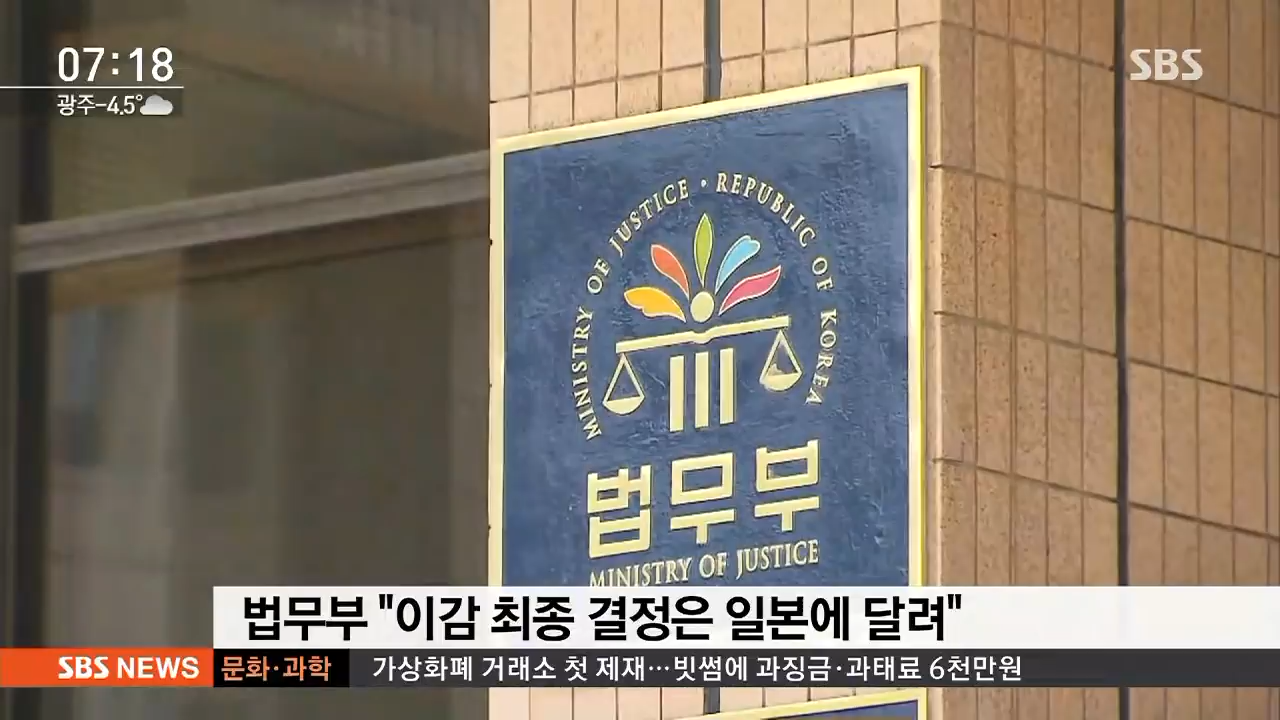 07:18
광주-4.5°
SBS
MINISTRY OF JUSTICE · REPUBLIC OF KOREA
법무부
MINISTRY OF JUSTICE
법무부 "이감 최종 결정은 일본에 달려"
SBS NEWS 문화·과학 가상화폐 거래소 첫 제재…빗썸에 과징금·과태료 6천만원